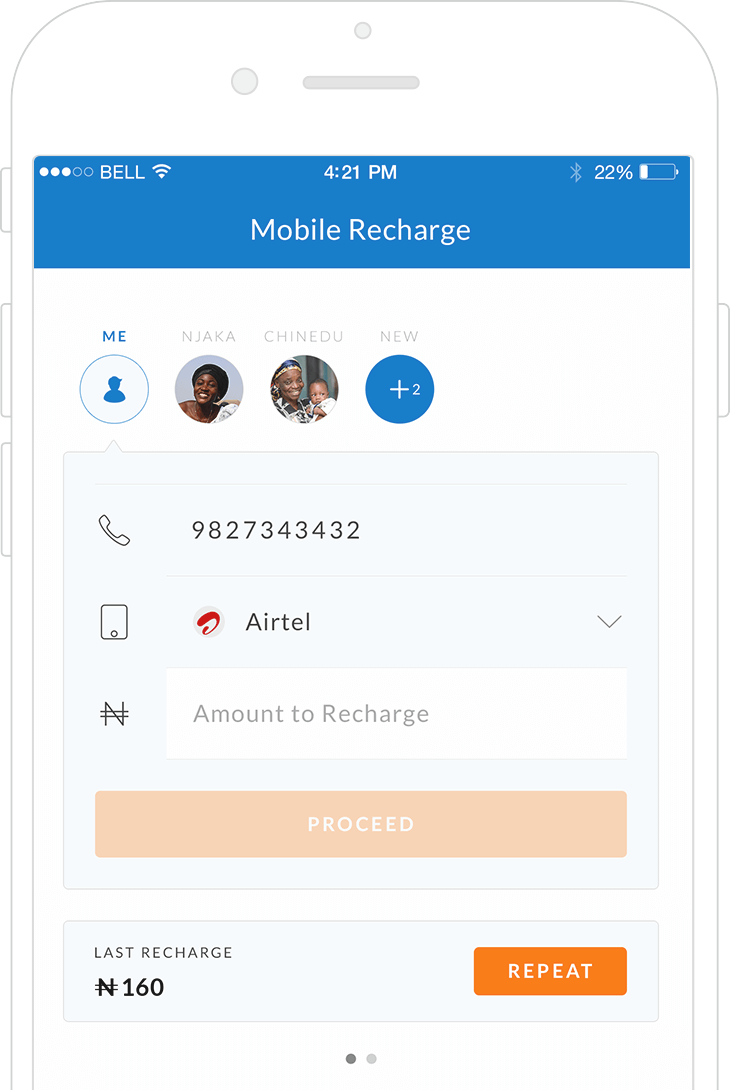 BELL 4:21 PM 22%
Mobile Recharge
ME NJAKA CHINEDU NEW
+2
9827343432
Airtel
₦ Amount to Recharge
PROCEED
LAST RECHARGE
₦160
REPEAT